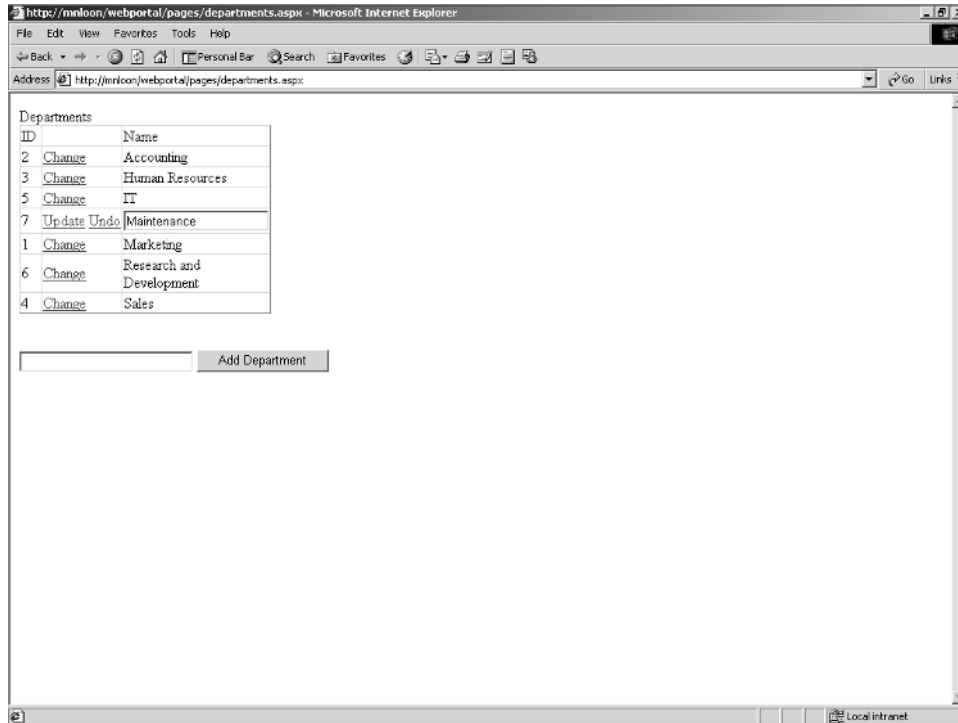 http://mnloon/webportal/pages/departments.aspx - Microsoft Internet Explorer
File Edit View Favorites Tools Help
Back Personal Bar Search Favorites
Address http://mnloon/webportal/pages/departments.aspx Go Links
Departments
ID Name
2 Change Accounting
3 Change Human Resources
5 Change IT
7 Update Undo Maintenance
1 Change Marketing
6 Change Research and
Development
4 Change Sales
Add Department
Local intranet